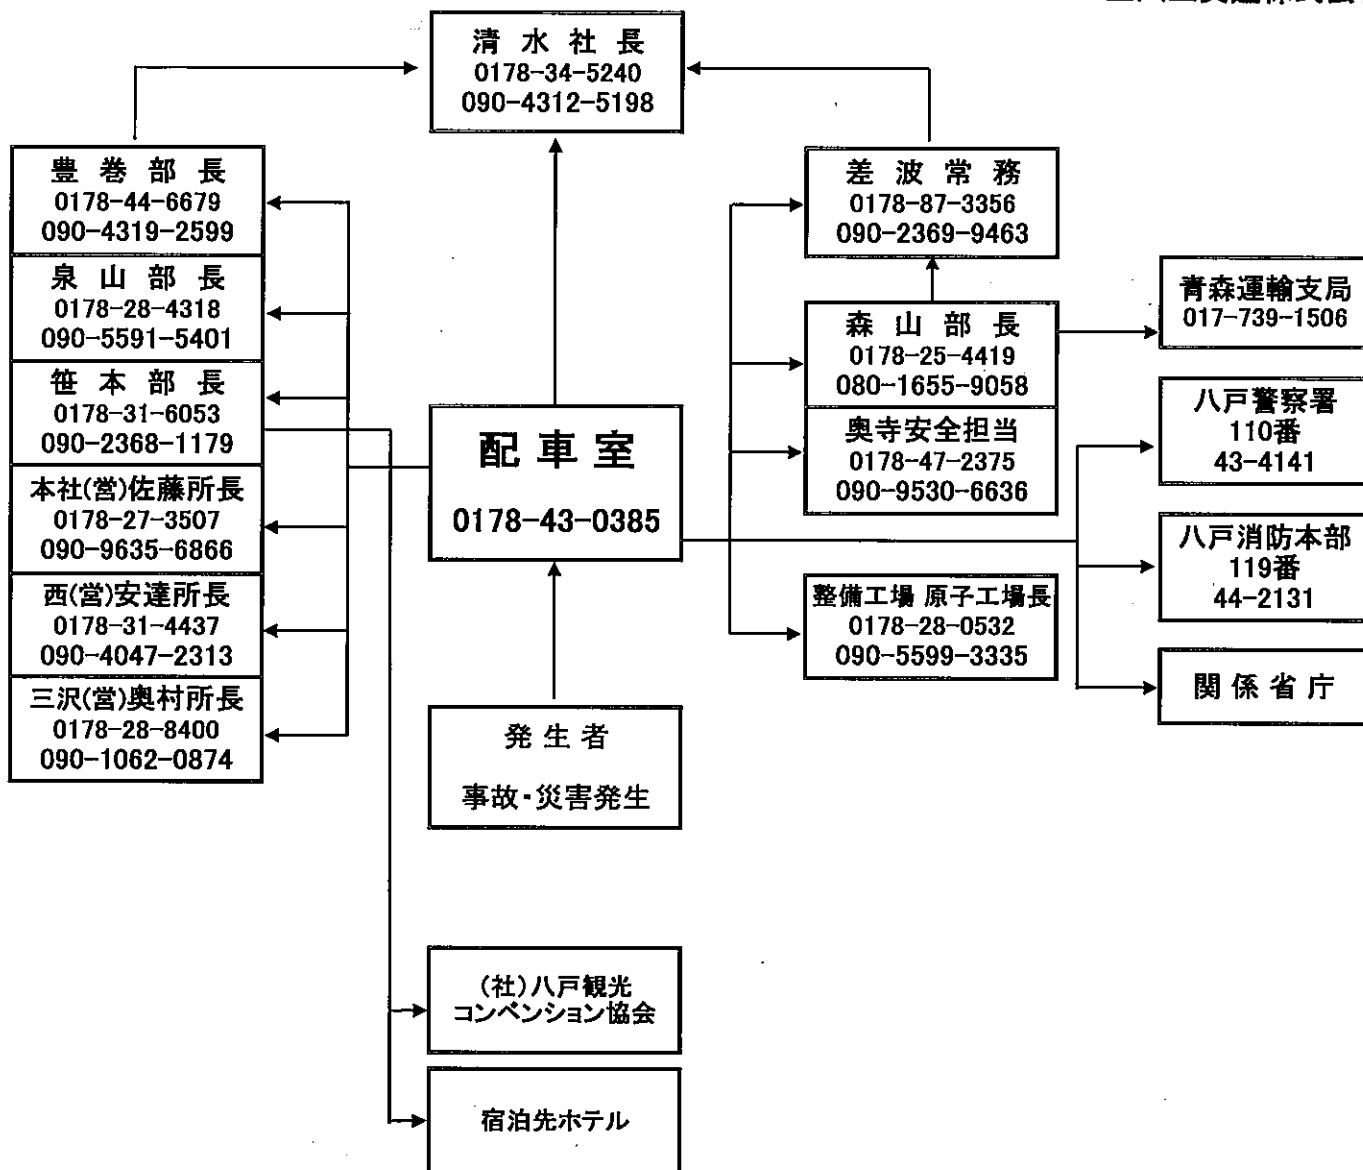 清水社長
0178-34-5240
090-4312-5198
豊巻部長
0178-44-6679
090-4319-2599
泉山部長
0178-28-4318
090-5591-5401
笹本部長
0178-31-6053
090-2368-1179
本社(営)佐藤所長
0178-27-3507
090-9635-6866
西(営)安達所長
0178-31-4437
090-4047-2313
三沢(営)奥村所長
0178-28-8400
090-1062-0874
配車室
0178-43-0385
発生者
事故・災害発生
(社)八戸観光
コンベンション協会
宿泊先ホテル
差波常務
0178-87-3356
090-2369-9463
森山部長
0178-25-4419
080-1655-9058
奥寺安全担当
0178-47-2375
090-9530-6636
整備工場 原子工場長
0178-28-0532
090-5599-3335
青森運輸支局
017-739-1506
八戸警察署
110番
43-4141
八戸消防本部
119番
44-2131
関係省庁